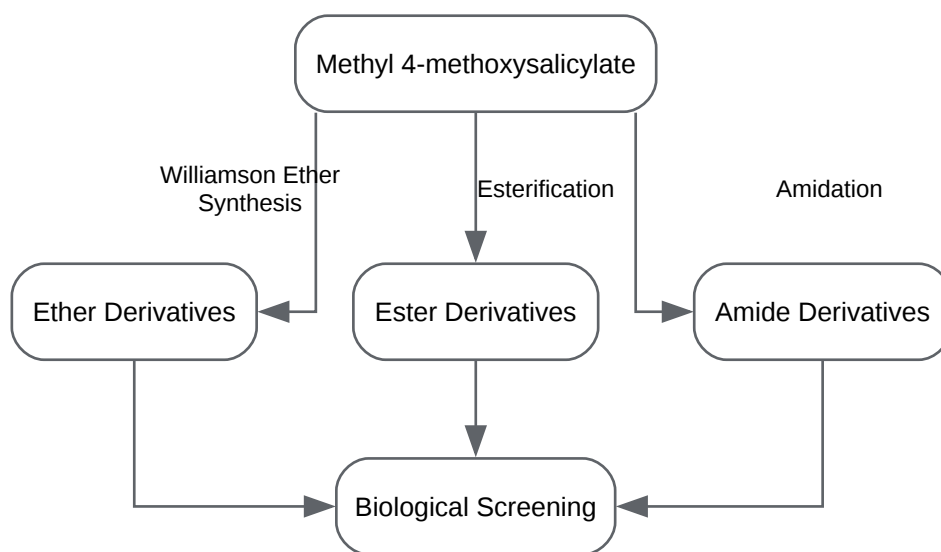 Methyl 4-methoxysalicylate
Williamson Ether
Synthesis
Esterification
Amidation
Ether Derivatives
Ester Derivatives
Amide Derivatives
Biological Screening